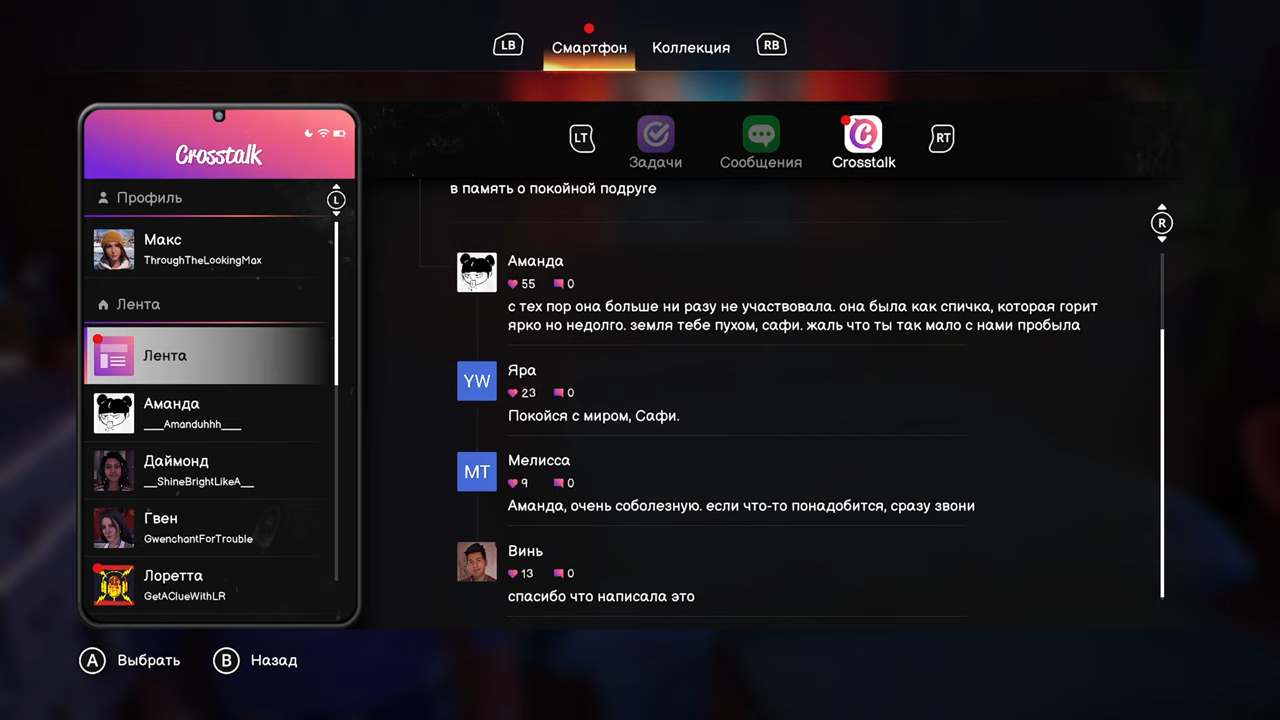 LB
Смартфон
Коллекция
RB
Crosstalk
Профиль
L
Макс
ThroughTheLookingMax
Лента
Лента
Аманда
___Amanduhhh___
Даймонд
__ShineBrightLikeA__
Гвен
GwenchantForTrouble
Лоретта
GetAClueWithLR
LT
Задачи
Сообщения
Crosstalk
RT
R
в память о покойной подруге
Аманда
55 0
с тех пор она больше ни разу не участвовала. она была как спичка, которая горит
ярко но недолго. земля тебе пухом, сафи. жаль что ты так мало с нами пробыла
YW
Яра
23 0
Покойся с миром, Сафи.
MT
Мелисса
9 0
Аманда, очень соболезную. если что-то понадобится, сразу звони
Винь
13 0
спасибо что написала это
A Выбрать
B Назад